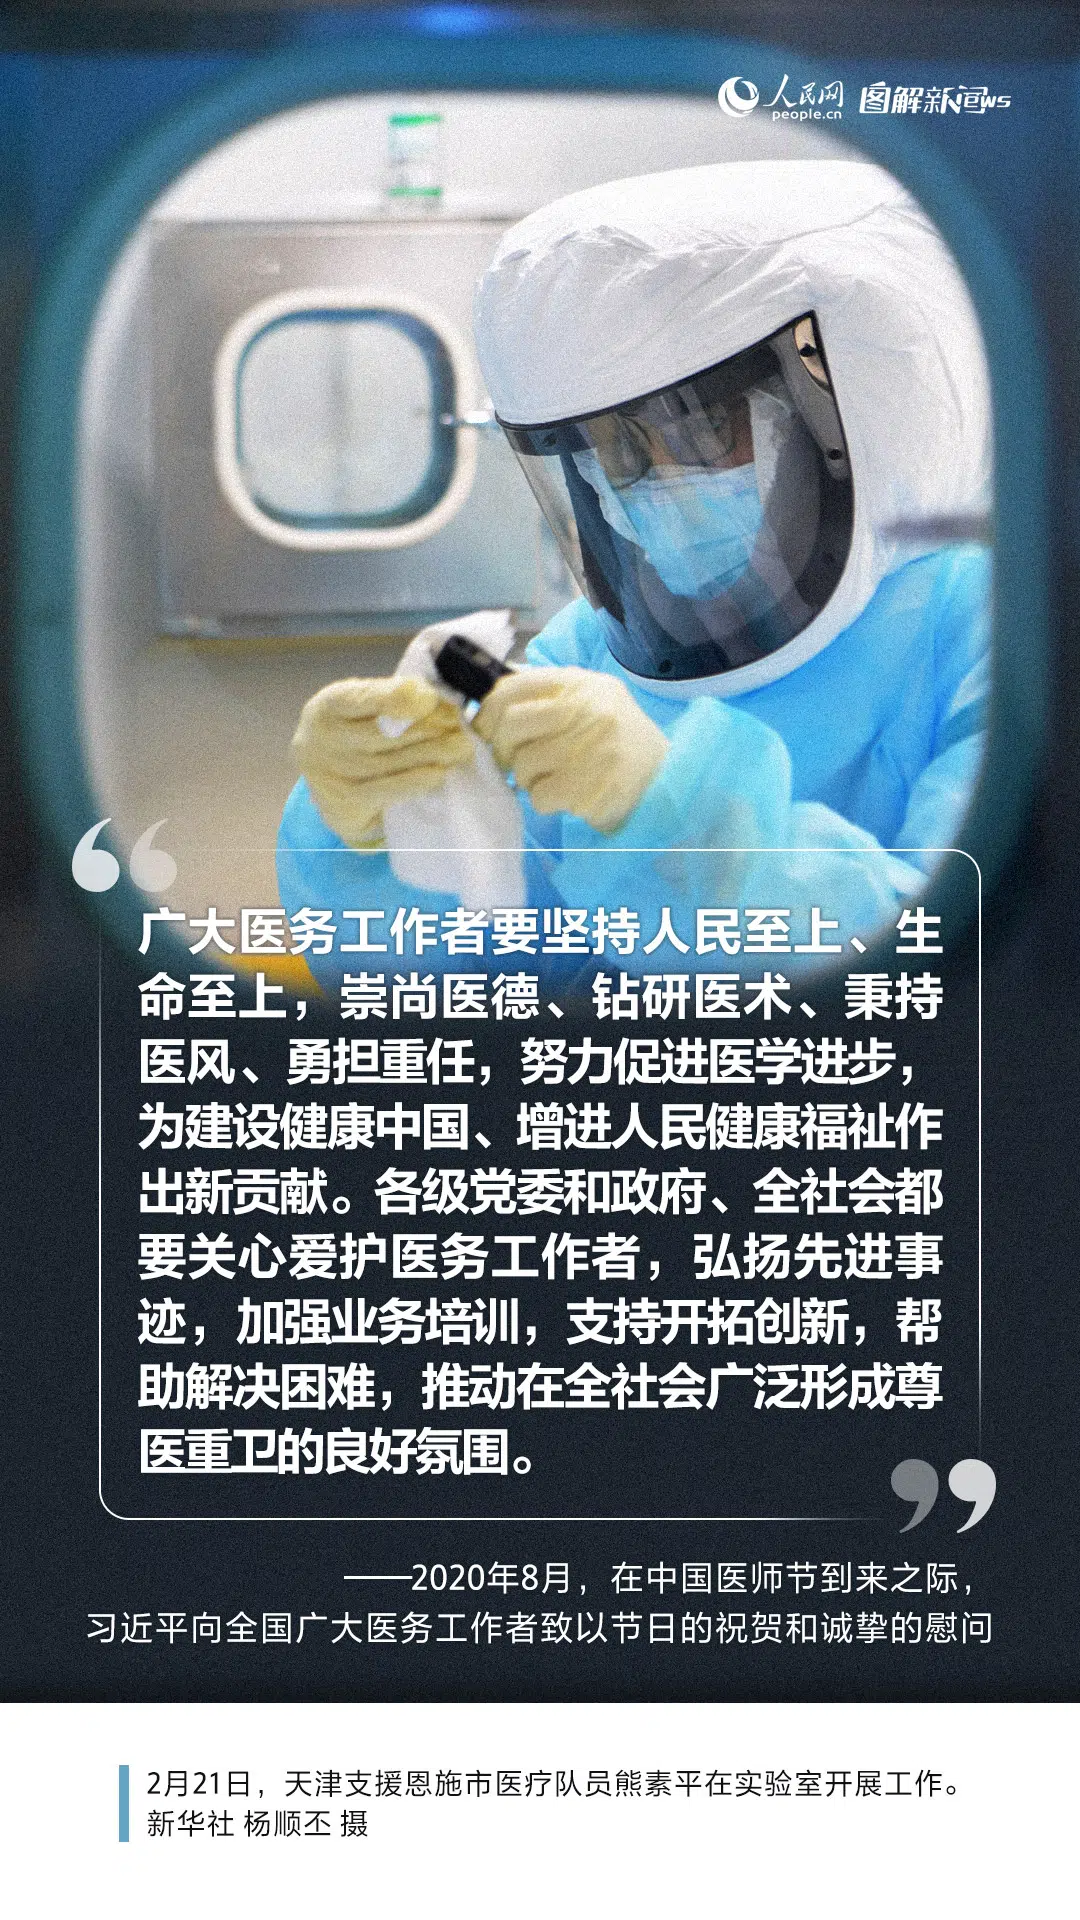 人民网 图解新闻NEWS
people.cn
广大医务工作者要坚持人民至上、生
命至上，崇尚医德、钻研医术、秉持
医风、勇担重任，努力促进医学进步，
为建设健康中国、增进人民健康福祉作
出新贡献。各级党委和政府、全社会都
要关心爱护医务工作者，弘扬先进事
迹，加强业务培训，支持开拓创新，帮
助解决困难，推动在全社会广泛形成尊
医重卫的良好氛围。
——2020年8月，在中国医师节到来之际，
习近平向全国广大医务工作者致以节日的祝贺和诚挚的慰问
2月21日，天津支援恩施市医疗队员熊素平在实验室开展工作。
新华社 杨顺丕 摄